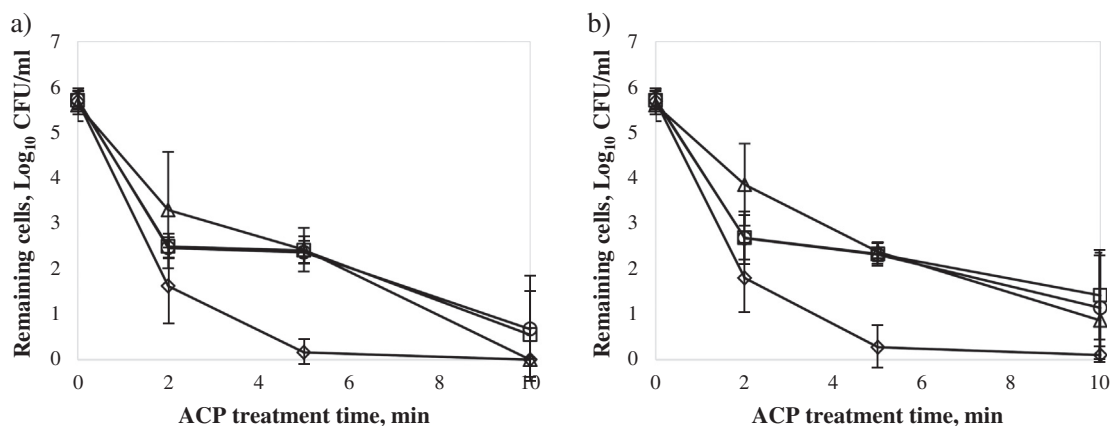 a)
7
6
5
4
3
2
1
0
Remaining cells, Log₁₀ CFU/ml
0 2 4 6 8 10
ACP treatment time, min
b)
7
6
5
4
3
2
1
0
Remaining cells, Log₁₀ CFU/ml
0 2 4 6 8 10
ACP treatment time, min